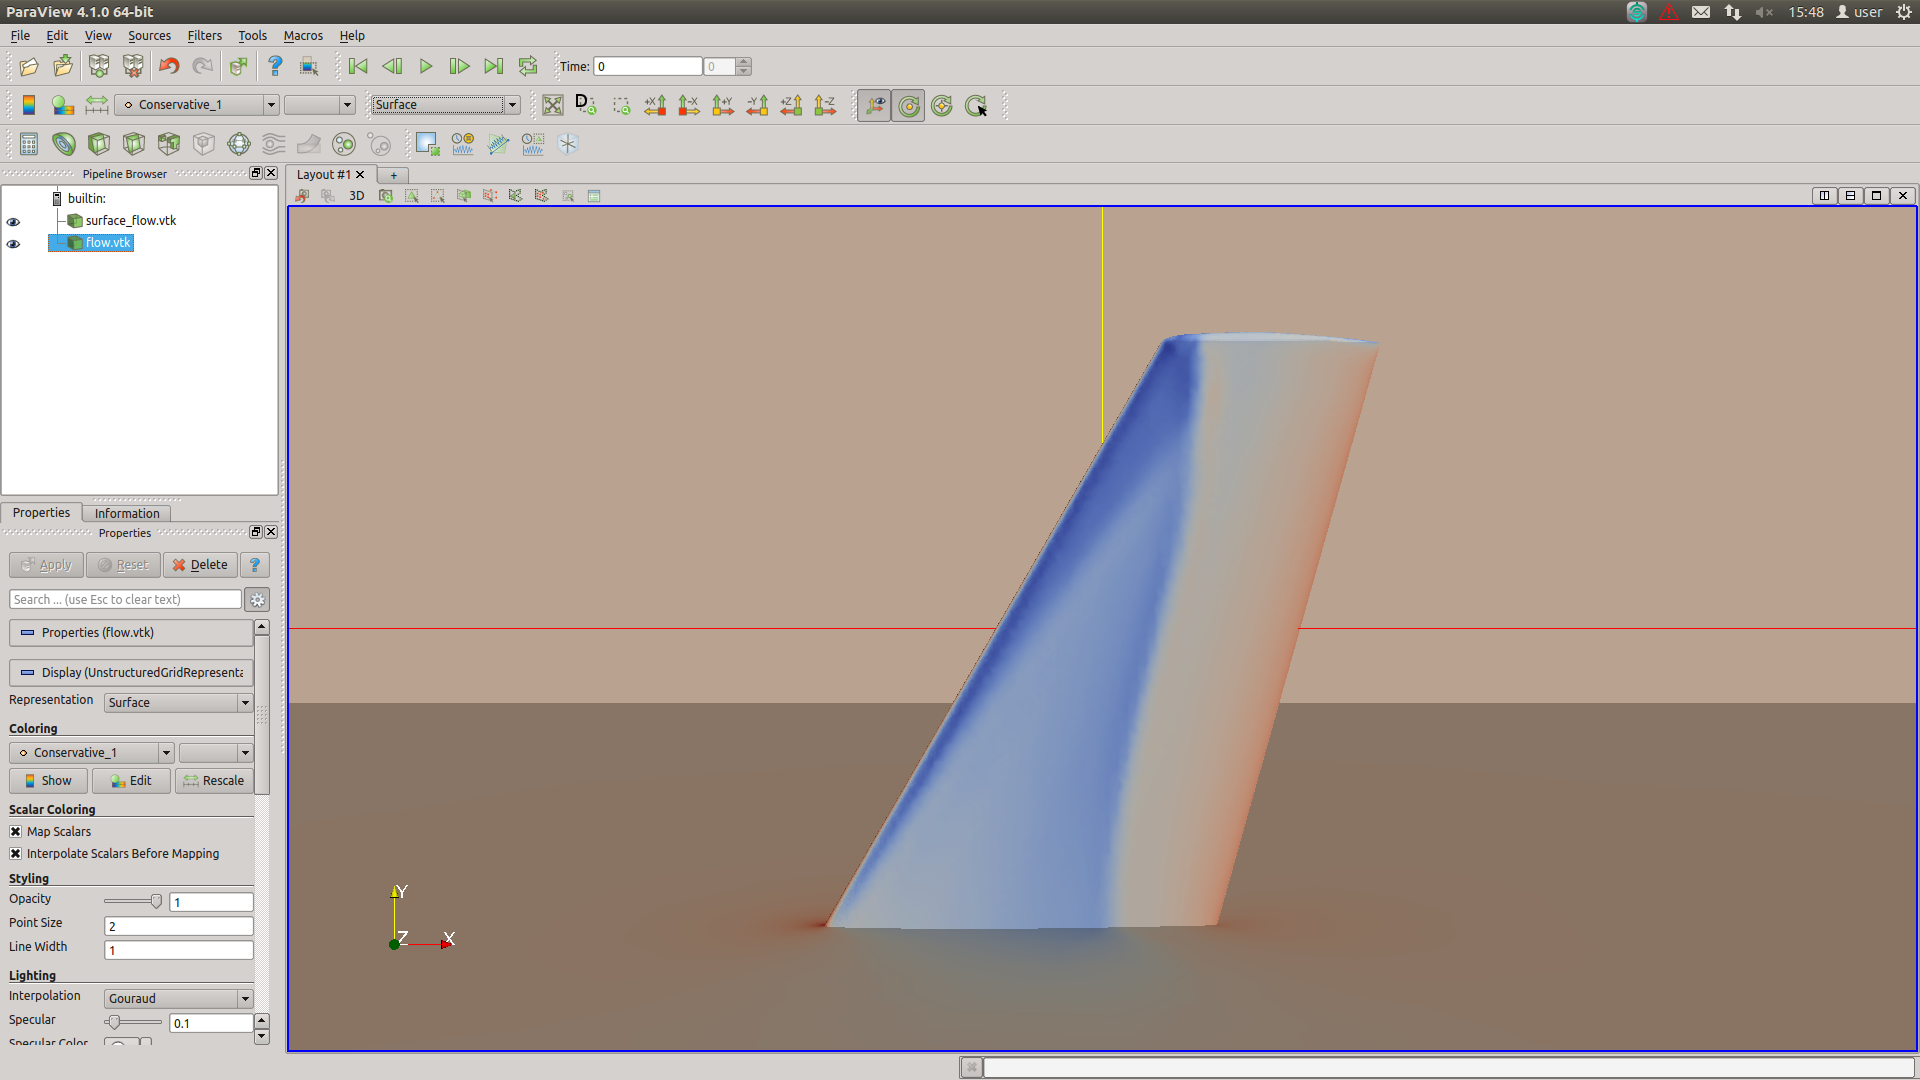 ParaView 4.1.0 64-bit
15:48 user
File Edit View Sources Filters Tools Macros Help
Time: 0 0
Conservative_1 Surface D +X -X +Y -Y +Z -Z
Pipeline Browser
Layout #1 +
3D
builtin:
surface_flow.vtk
flow.vtk
Properties Information
Properties
Apply Reset Delete ?
Search ... (use Esc to clear text)
Properties (flow.vtk)
Display (UnstructuredGridRepresenta
Representation Surface
Coloring
Conservative_1
Show Edit Rescale
Scalar Coloring
Map Scalars
Interpolate Scalars Before Mapping
Styling
Opacity 1
Point Size 2
Line Width 1
Lighting
Interpolation Gouraud
Specular 0.1
Specular Color
Y
Z X